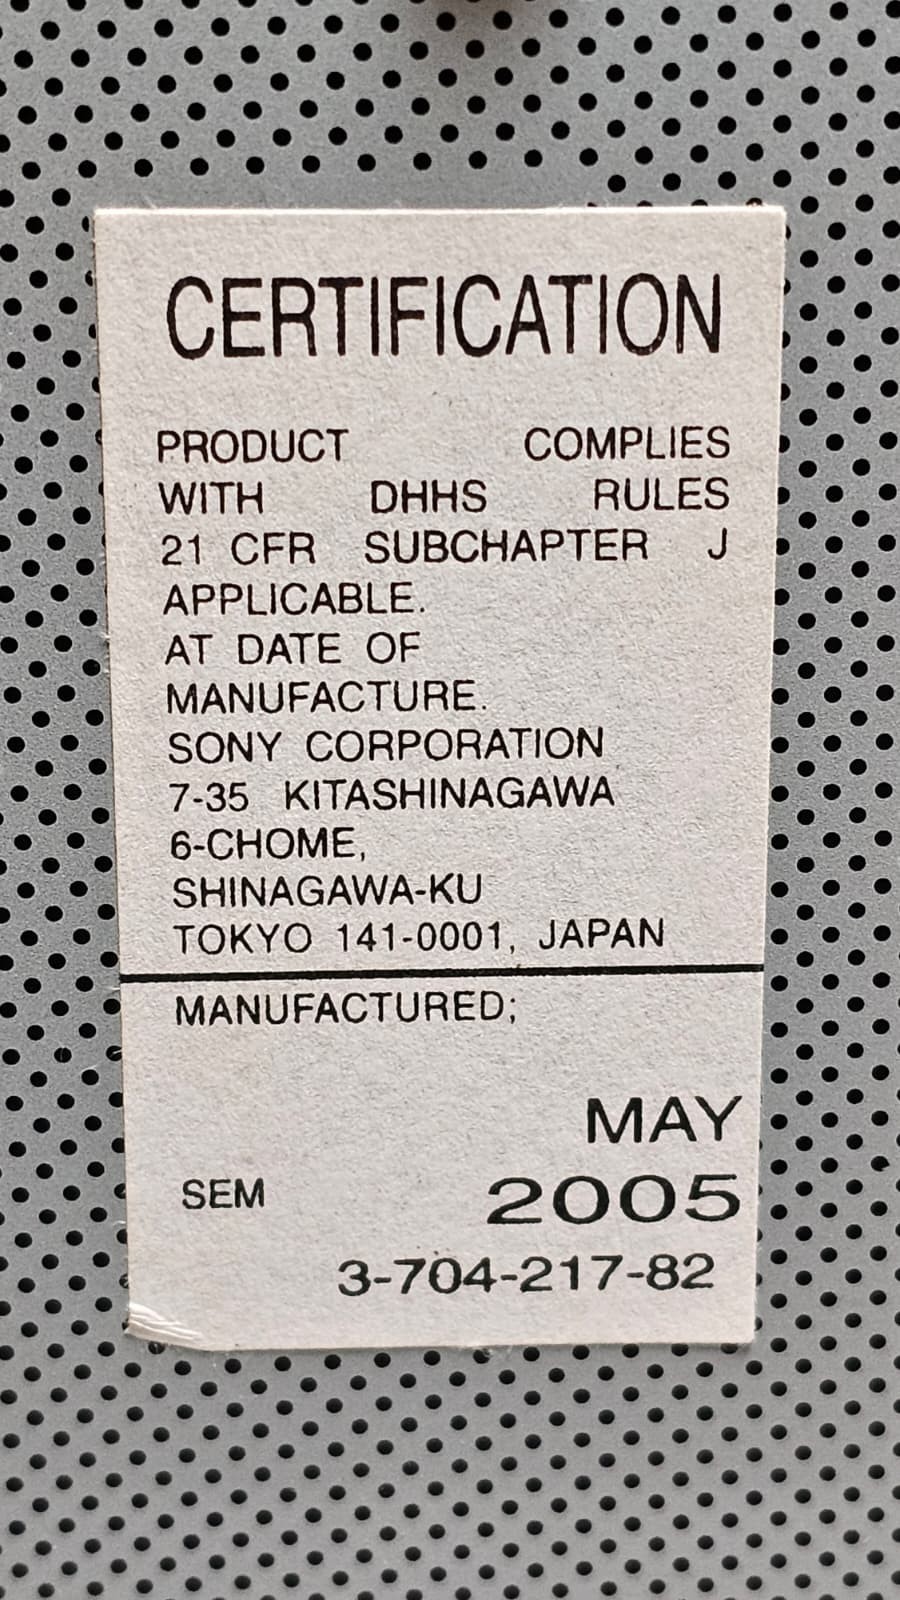 CERTIFICATION
PRODUCT COMPLIES
WITH DHHS RULES
21 CFR SUBCHAPTER J
APPLICABLE.
AT DATE OF
MANUFACTURE.
SONY CORPORATION
7-35 KITASHINAGAWA
6-CHOME,
SHINAGAWA-KU
TOKYO 141-0001, JAPAN
MANUFACTURED;
MAY
SEM 2005
3-704-217-82